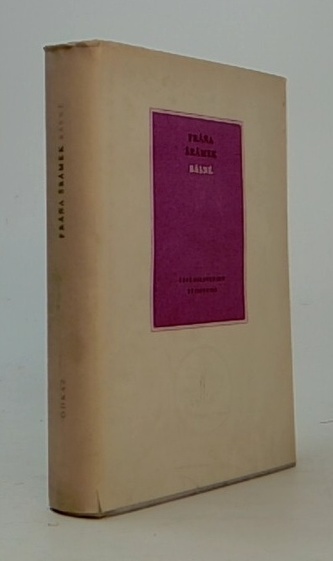 FRÁŇA ŠRÁMEK BÁSNĚ
ODKAZ
FRÁŇA
ŠRÁMEK
BÁSNĚ